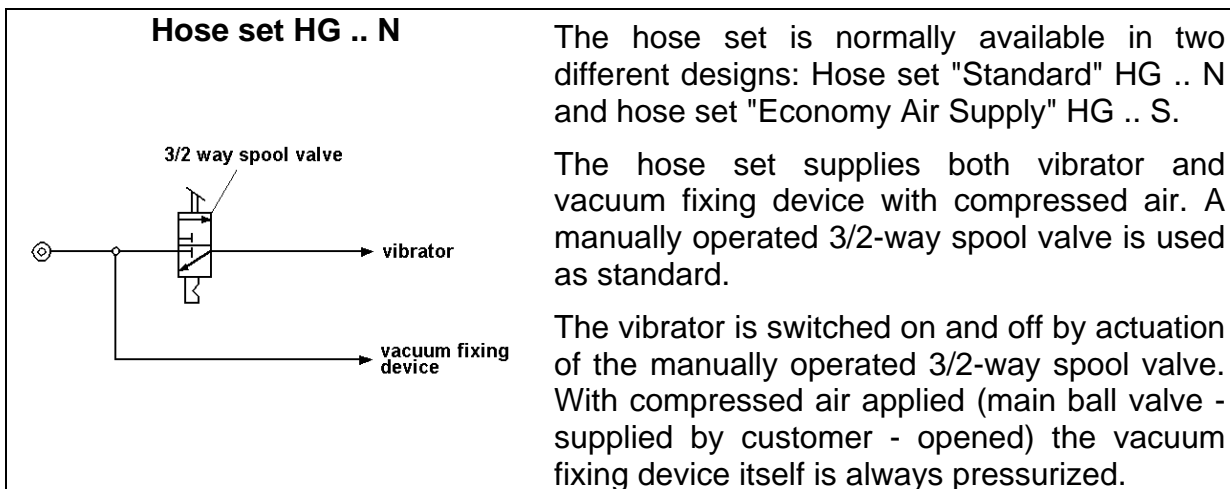 Hose set HG .. N
3/2 way spool valve
vibrator
vacuum fixing
device
The hose set is normally available in two
different designs: Hose set "Standard" HG .. N
and hose set "Economy Air Supply" HG .. S.
The hose set supplies both vibrator and
vacuum fixing device with compressed air. A
manually operated 3/2-way spool valve is used
as standard.
The vibrator is switched on and off by actuation
of the manually operated 3/2-way spool valve.
With compressed air applied (main ball valve -
supplied by customer - opened) the vacuum
fixing device itself is always pressurized.